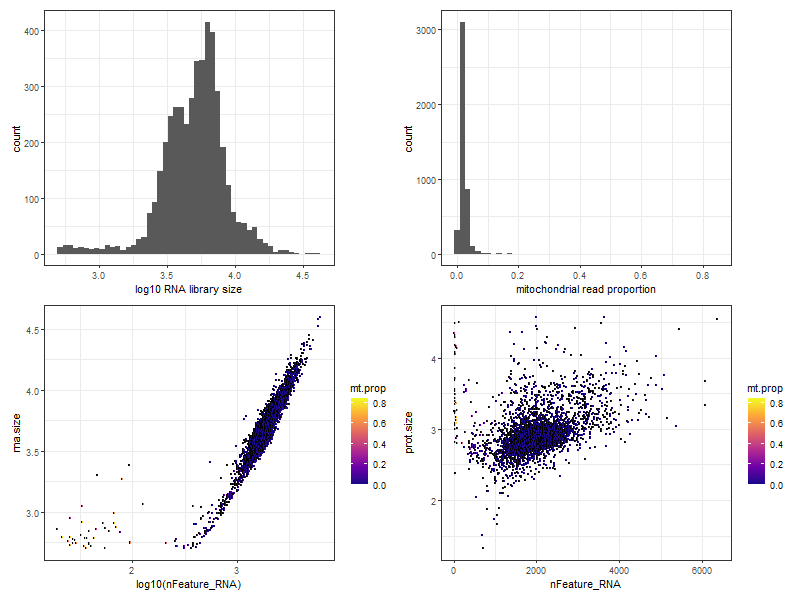 400
300
200
100
0
count
3.0 3.5 4.0 4.5
log10 RNA library size
3000
2000
1000
0
count
0.0 0.2 0.4 0.6 0.8
mitochondrial read proportion
4.5
4.0
3.5
3.0
rna.size
2 3
log10(nFeature_RNA)
mt.prop
0.8
0.6
0.4
0.2
0.0
4
3
2
prot.size
0 2000 4000 6000
nFeature_RNA
mt.prop
0.8
0.6
0.4
0.2
0.0